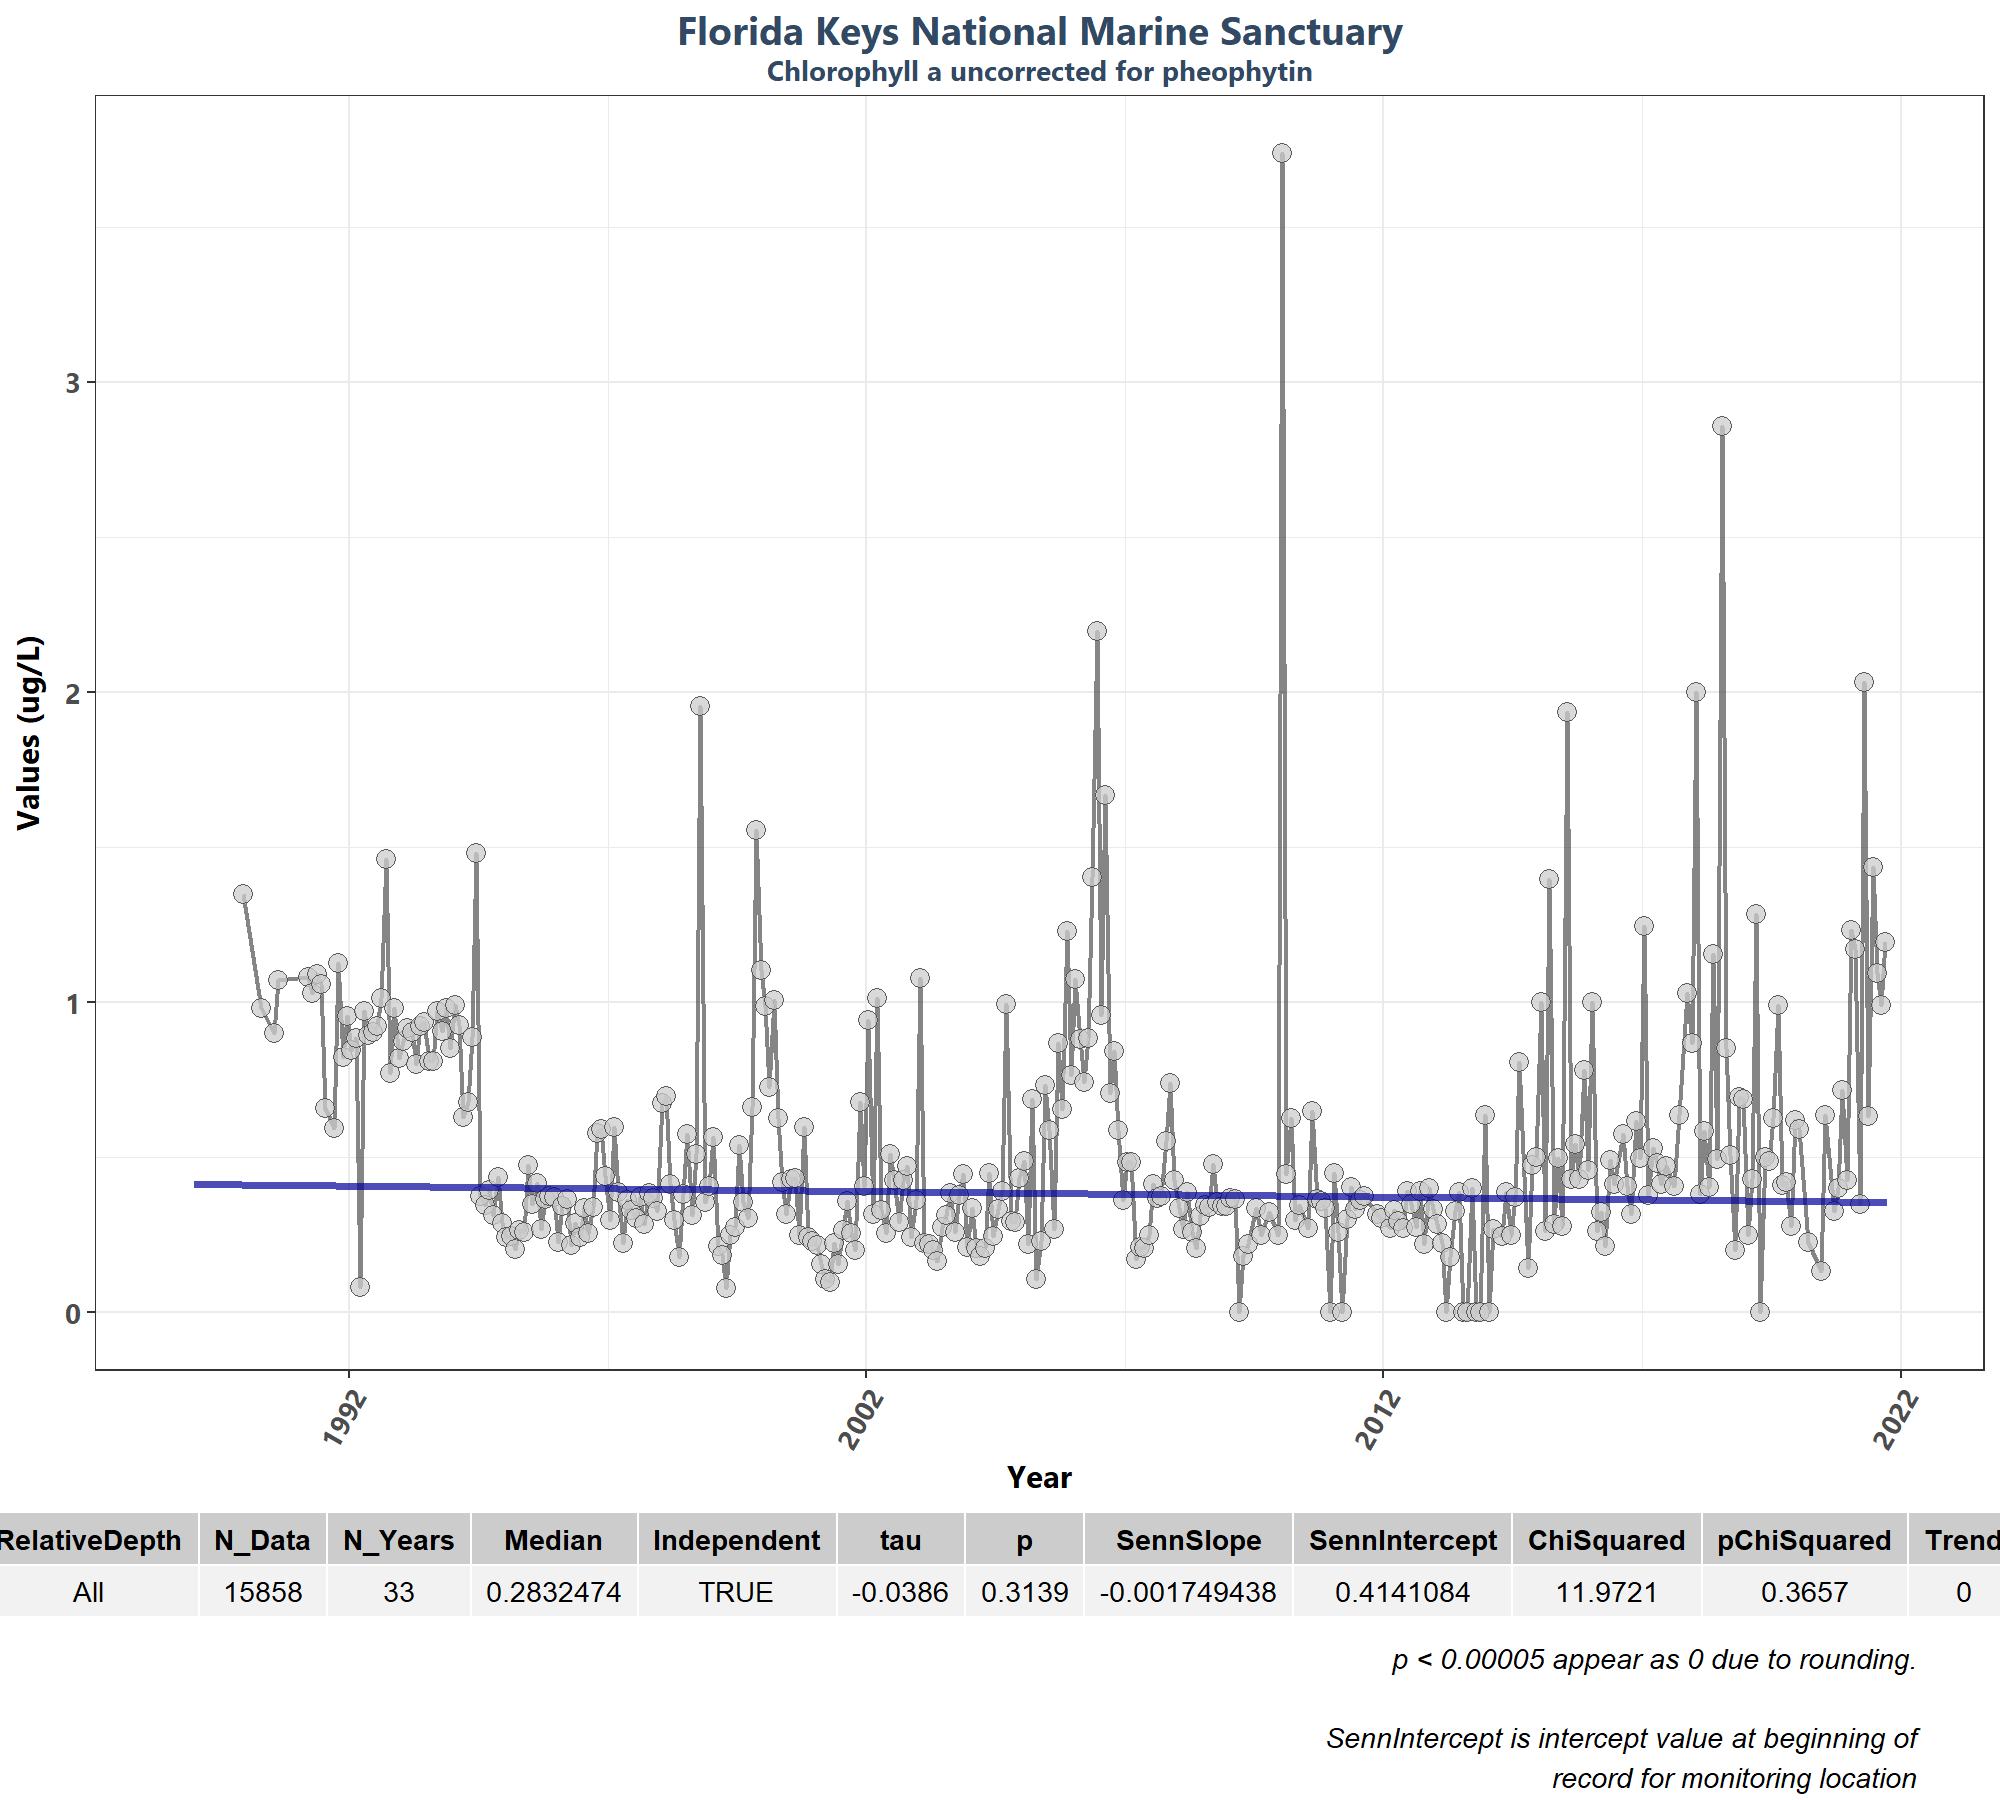 Florida Keys National Marine Sanctuary
Chlorophyll a uncorrected for pheophytin
Values (ug/L)
3
2
1
0
1992 2002 2012 2022
Year
RelativeDepth N_Data N_Years Median Independent tau p SennSlope SennIntercept ChiSquared pChiSquared Trend
All 15858 33 0.2832474 TRUE -0.0386 0.3139 -0.001749438 0.4141084 11.9721 0.3657 0
p < 0.00005 appear as 0 due to rounding.
SennIntercept is intercept value at beginning of
record for monitoring location